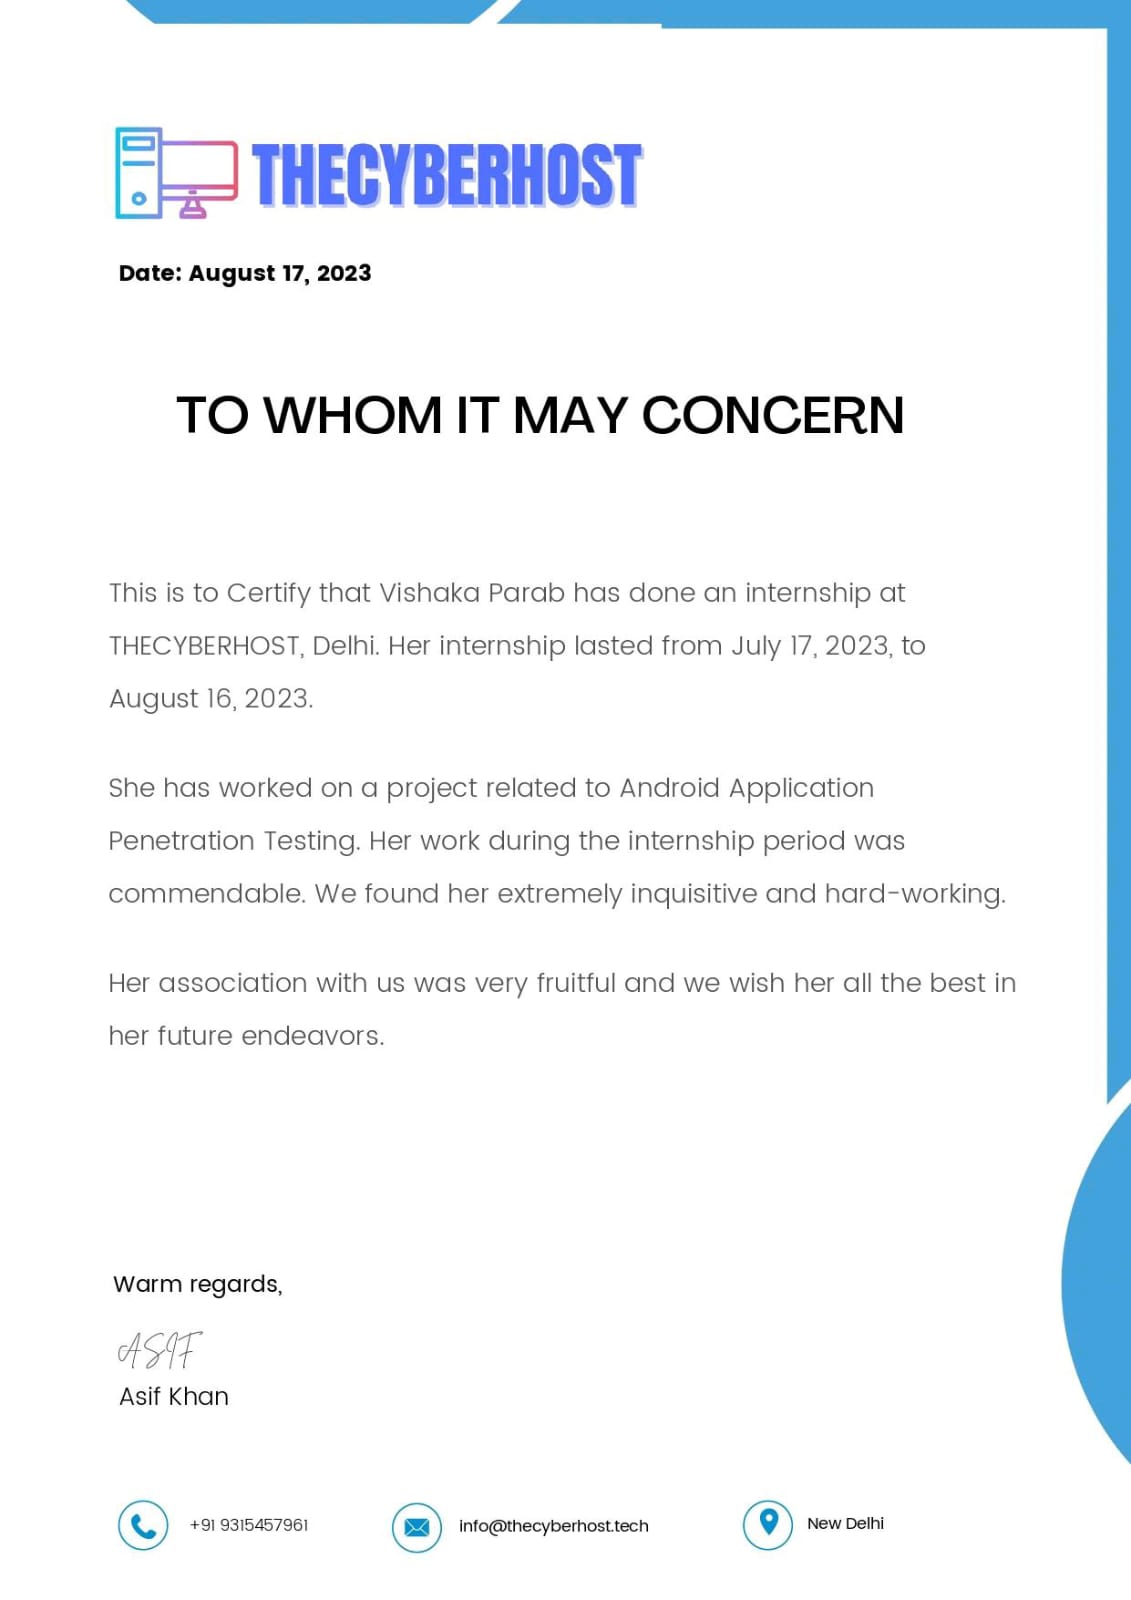 THECYBERHOST
Date: August 17, 2023
TO WHOM IT MAY CONCERN
This is to Certify that Vishaka Parab has done an internship at
THECYBERHOST, Delhi. Her internship lasted from July 17, 2023, to
August 16, 2023.
She has worked on a project related to Android Application
Penetration Testing. Her work during the internship period was
commendable. We found her extremely inquisitive and hard-working.
Her association with us was very fruitful and we wish her all the best in
her future endeavors.
Warm regards,
ASIF
Asif Khan
+91 9315457961
info@thecyberhost.tech
New Delhi